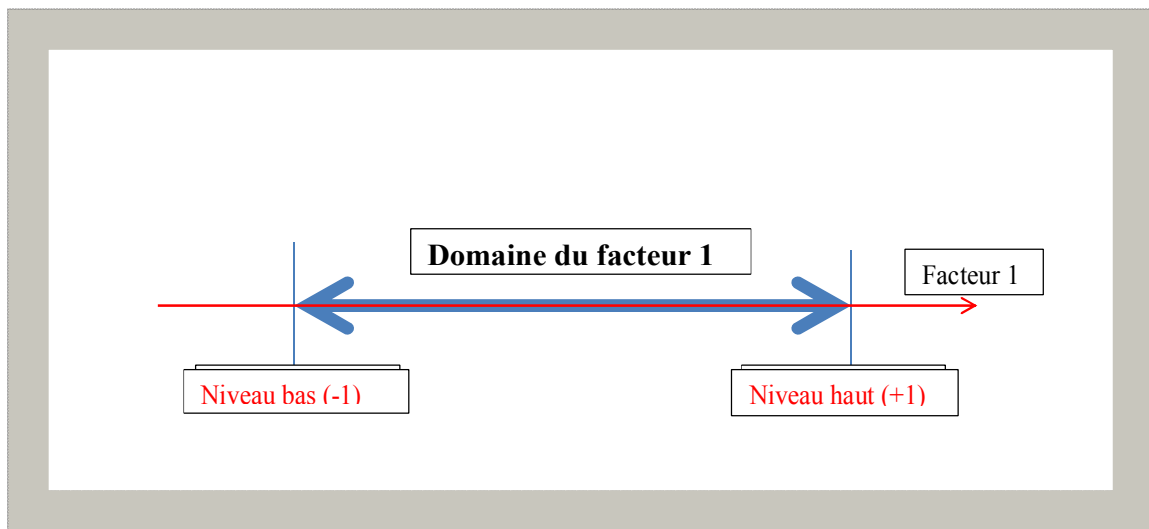 Domaine du facteur 1
Facteur 1
Niveau bas (-1)
Niveau haut (+1)